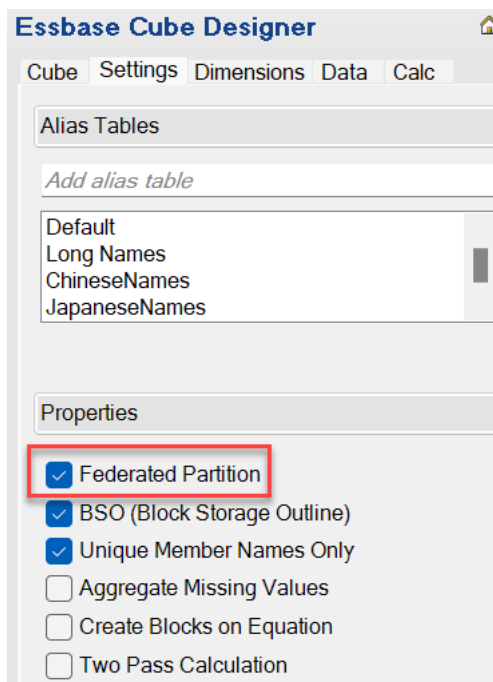 Essbase Cube Designer
Cube Settings Dimensions Data Calc
Alias Tables
Add alias table
Default
Long Names
ChineseNames
JapaneseNames
Properties
Federated Partition
BSO (Block Storage Outline)
Unique Member Names Only
Aggregate Missing Values
Create Blocks on Equation
Two Pass Calculation